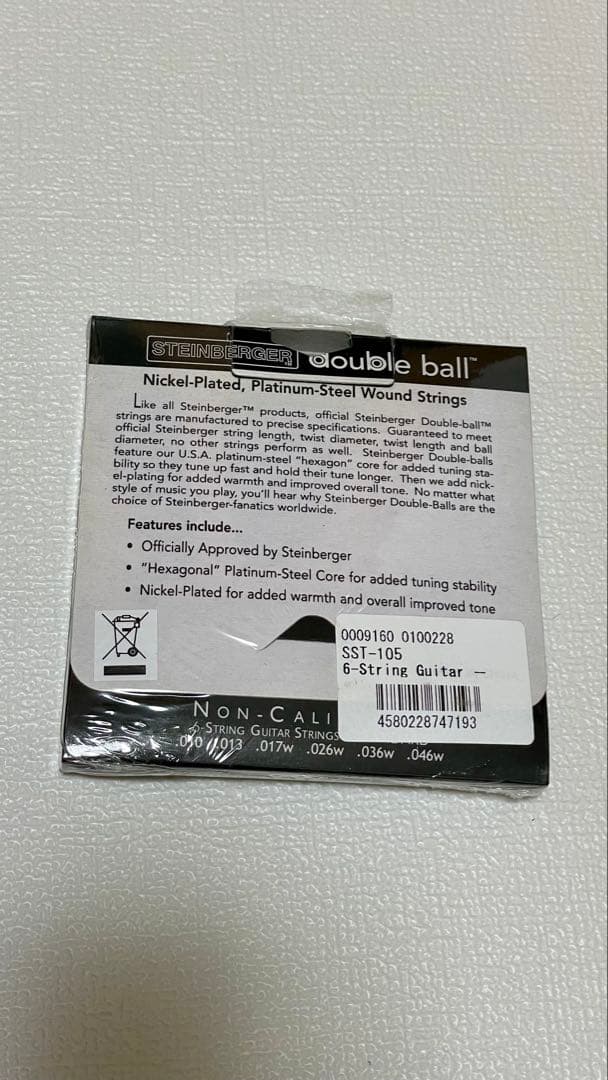 STEINBERGER double ball™
Nickel-Plated, Platinum-Steel Wound Strings
Like all Steinberger™ products, official Steinberger Double-ball™
strings are manufactured to precise specifications. Guaranteed to meet
official Steinberger string length, twist diameter, twist length and ball
diameter, no other strings perform as well. Steinberger Double-balls
feature our U.S.A. platinum-steel "hexagon" core for added tuning sta-
bility so they tune up fast and hold their tune longer. Then we add nick-
el-plating for added warmth and improved overall tone. No matter what
style of music you play, you'll hear why Steinberger Double-Balls are the
choice of Steinberger-fanatics worldwide.
Features include...
• Officially Approved by Steinberger
• "Hexagonal" Platinum-Steel Core for added tuning stability
• Nickel-Plated for added warmth and overall improved tone
0009160 0100228
SST-105
6-String Guitar —
4580228747193
NON-CALI
6-STRING GUITAR STRINGS
.010 .013 .017w .026w .036w .046w